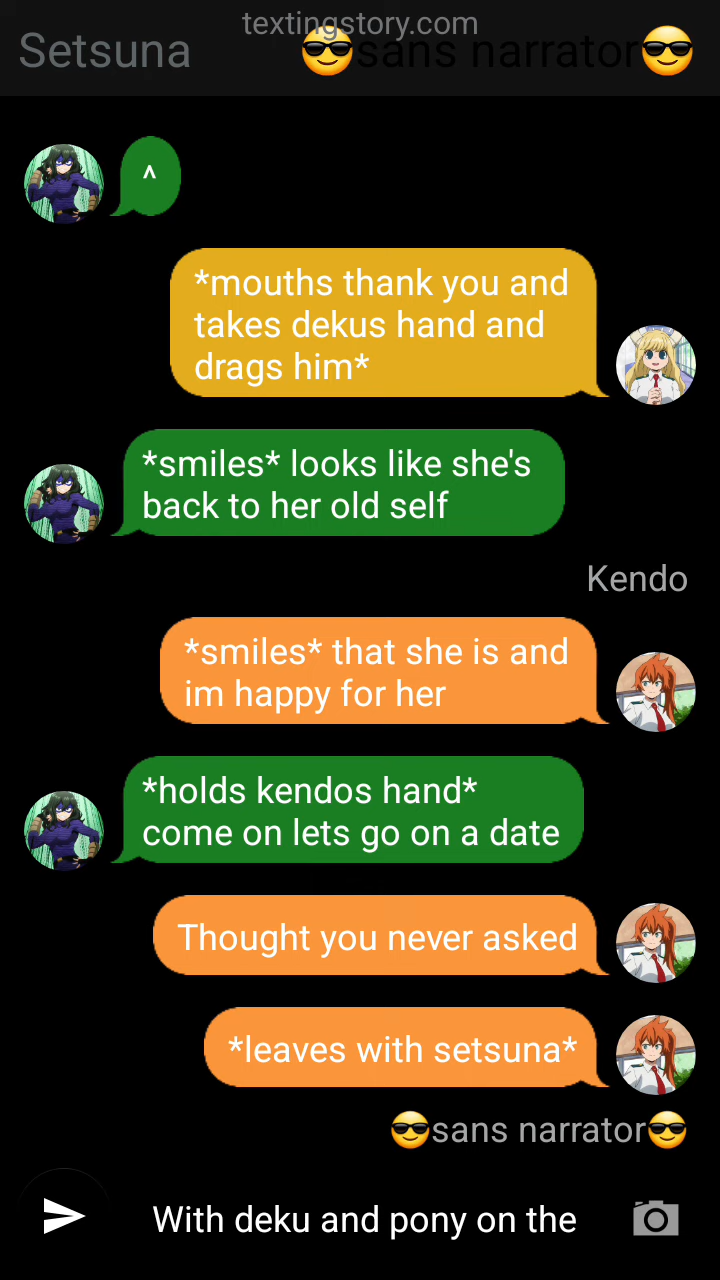 textingstory.com
Setsuna
😎sans narrator😎
^
*mouths thank you and
takes dekus hand and
drags him*
*smiles* looks like she's
back to her old self
Kendo
*smiles* that she is and
im happy for her
*holds kendos hand*
come on lets go on a date
Thought you never asked
*leaves with setsuna*
😎sans narrator😎
With deku and pony on the